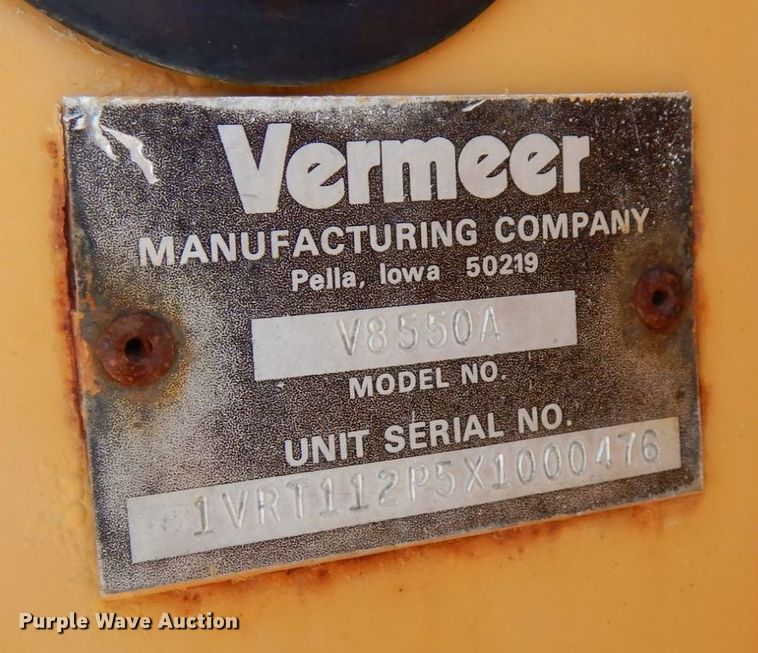 Vermeer
MANUFACTURING COMPANY
Pella, Iowa 50219
V8550A
MODEL NO.
UNIT SERIAL NO.
1VRT112P5X1000476
Purple Wave Auction